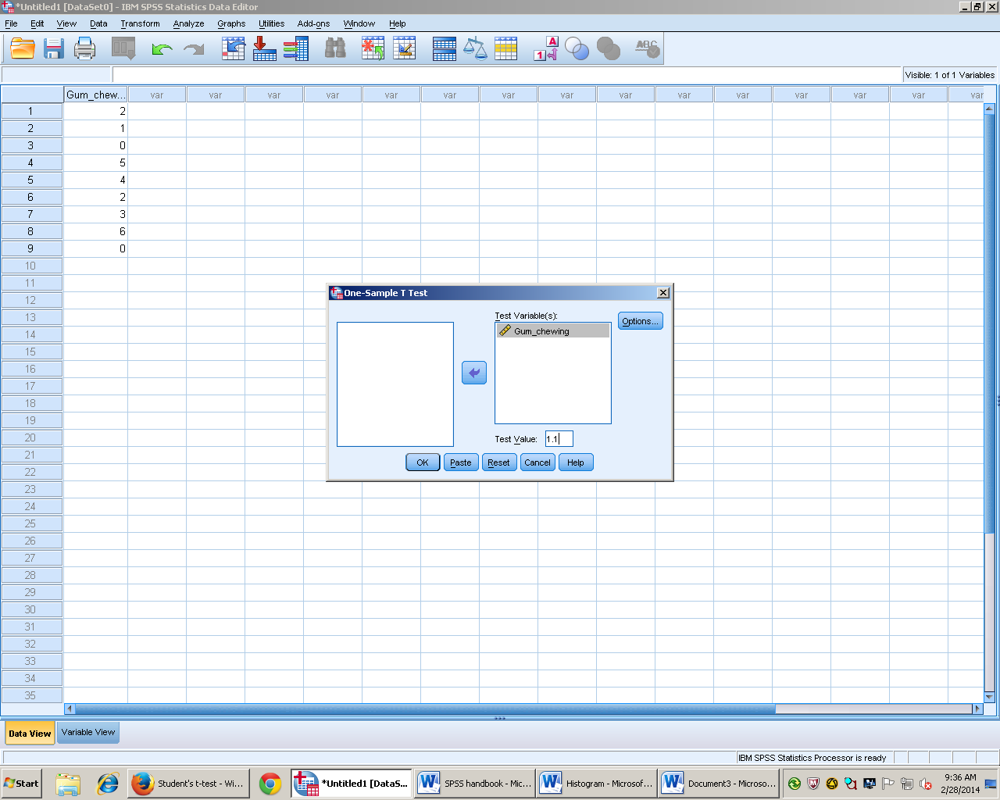 *Untitled1 [DataSet0] - IBM SPSS Statistics Data Editor
File Edit View Data Transform Analyze Graphs Utilities Add-ons Window Help
Visible: 1 of 1 Variables
Gum_chew... var var var var var var var var var var var var var var var
1 2
2 1
3 0
4 5
5 4
6 2
7 3
8 6
9 0
10
11
12
13
14
15
16
17
18
19
20
21
22
23
24
25
26
27
28
29
30
31
32
33
34
35
One-Sample T Test
Test Variable(s):
Gum_chewing
Options...
Test Value: 1.1
OK Paste Reset Cancel Help
Data View Variable View
IBM SPSS Statistics Processor is ready
Start
Student's t-test - Wi...
*Untitled1 [DataS...
SPSS handbook - Mic...
Histogram - Microsof...
Document3 - Microso...
9:36 AM
2/28/2014